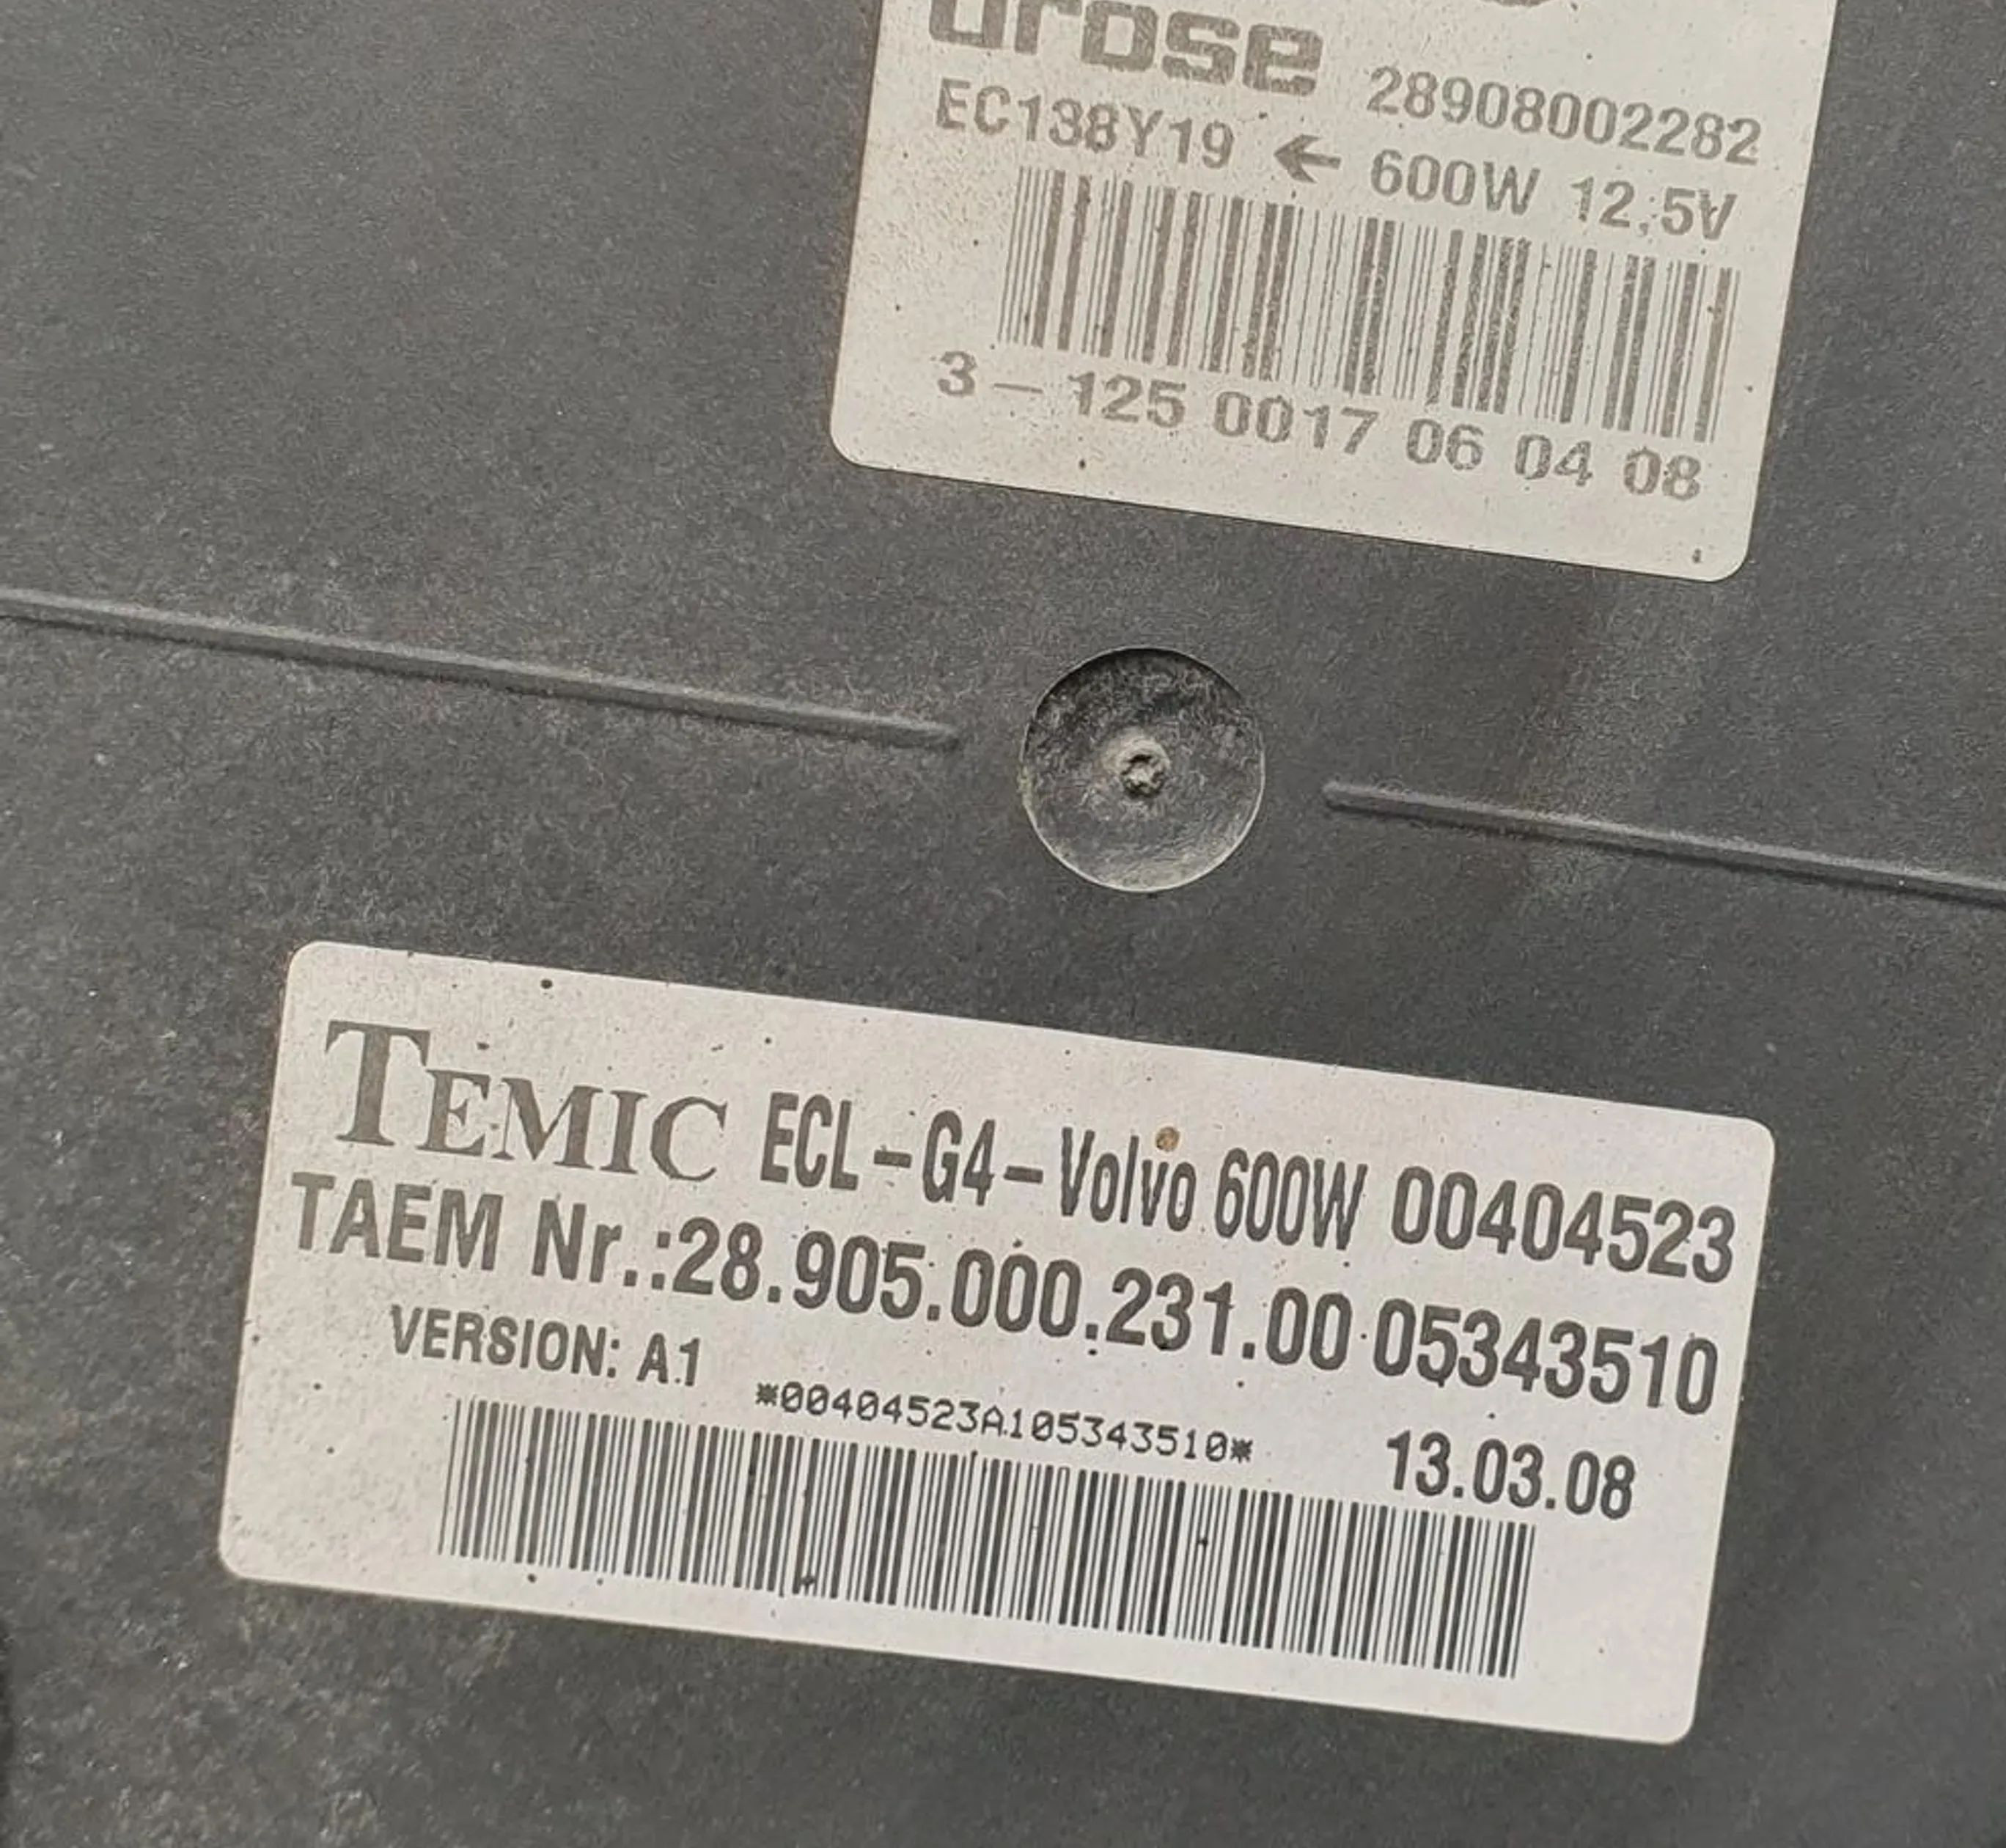 28908002282
EC138Y19 ← 600W 12,5V
3 – 125 0017 06 04 08
TEMIC ECL-G4-Volvo 600W 00404523
TAEM Nr.:28.905.000.231.00 05343510
VERSION: A1
*00404523A105343510*
13.03.08